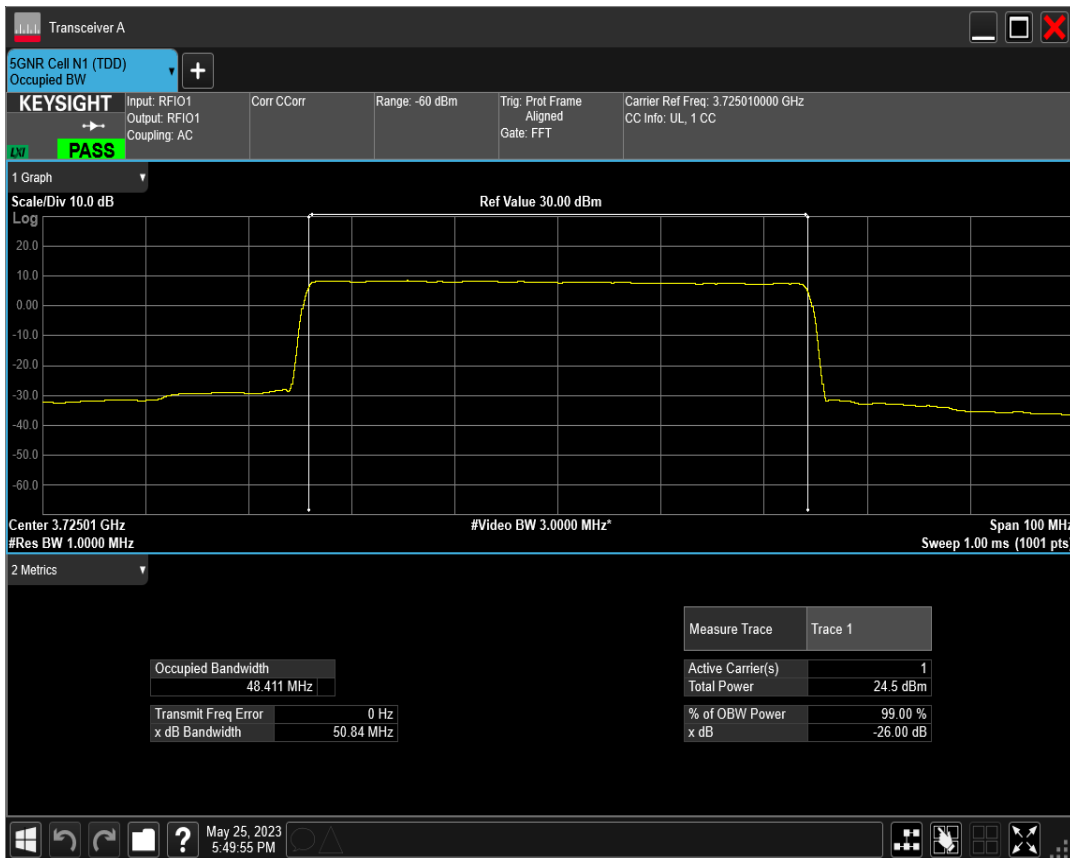 Transceiver A
5GNR Cell N1 (TDD)
Occupied BW
KEYSIGHT
LXI
PASS
Input: RFIO1
Output: RFIO1
Coupling: AC
Corr CCorr
Range: -60 dBm
Trig: Prot Frame
Aligned
Gate: FFT
Carrier Ref Freq: 3.725010000 GHz
CC Info: UL, 1 CC
1 Graph
Scale/Div 10.0 dB
Ref Value 30.00 dBm
Log
20.0
10.0
0.00
-10.0
-20.0
-30.0
-40.0
-50.0
-60.0
Center 3.72501 GHz
#Video BW 3.0000 MHz*
Span 100 MHz
#Res BW 1.0000 MHz
Sweep 1.00 ms (1001 pts)
2 Metrics
Measure Trace Trace 1
Occupied Bandwidth
48.411 MHz
Transmit Freq Error 0 Hz
x dB Bandwidth 50.84 MHz
Active Carrier(s) 1
Total Power 24.5 dBm
% of OBW Power 99.00 %
x dB -26.00 dB
?
May 25, 2023
5:49:55 PM